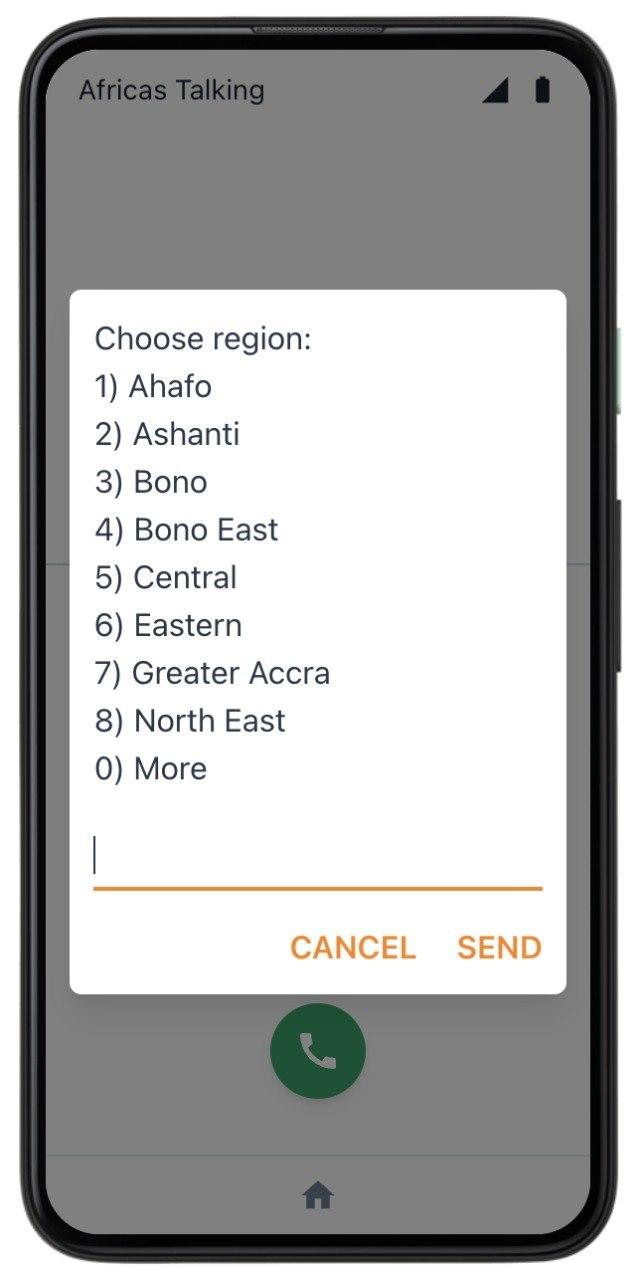 Africas Talking
Choose region:
1) Ahafo
2) Ashanti
3) Bono
4) Bono East
5) Central
6) Eastern
7) Greater Accra
8) North East
0) More
CANCEL SEND